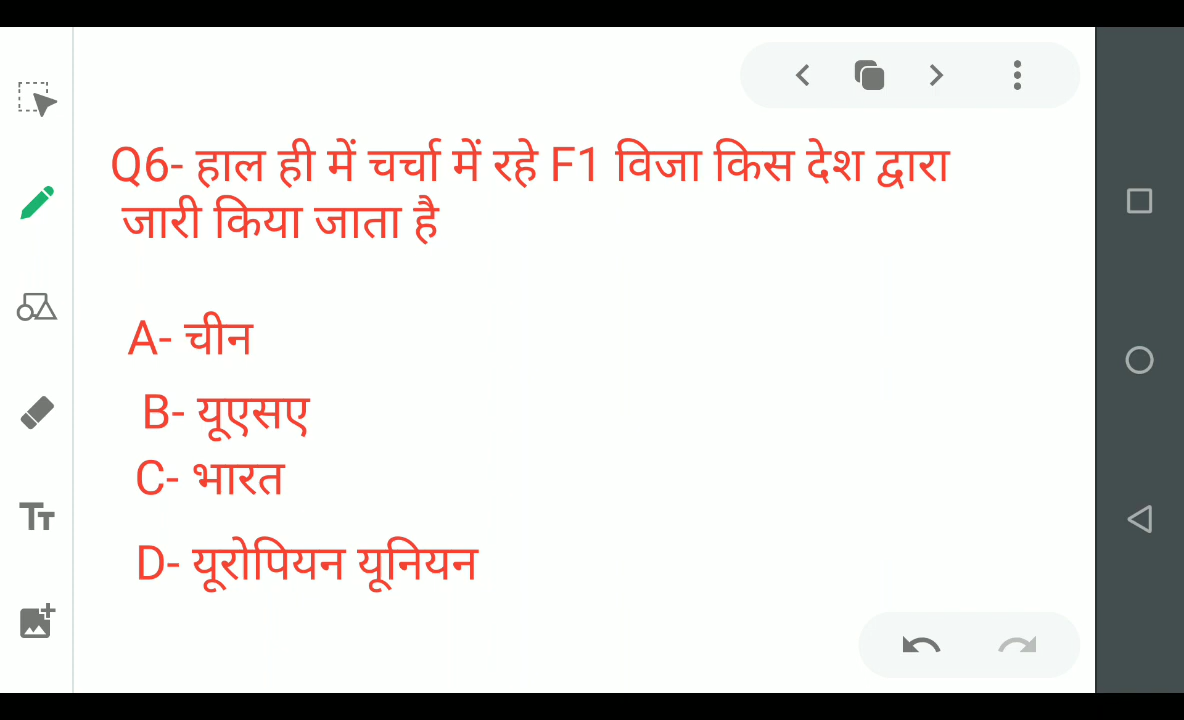 Q6- हाल ही में चर्चा में रहे F1 विजा किस देश द्वारा
जारी किया जाता है
A- चीन
B- यूएसए
C- भारत
D- यूरोपियन यूनियन